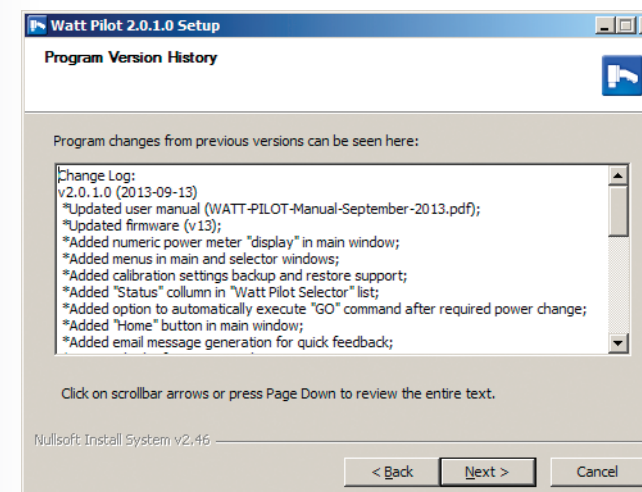 Watt Pilot 2.0.1.0 Setup
Program Version History
Program changes from previous versions can be seen here:
Change Log:
v2.0.1.0 (2013-09-13)
*Updated user manual (WATT-PILOT-Manual-September-2013.pdf);
*Updated firmware (v13);
*Added numeric power meter "display" in main window;
*Added menus in main and selector windows;
*Added calibration settings backup and restore support;
*Added "Status" collumn in "Watt Pilot Selector" list;
*Added option to automatically execute "GO" command after required power change;
*Added "Home" button in main window;
*Added email message generation for quick feedback;
Click on scrollbar arrows or press Page Down to review the entire text.
Nullsoft Install System v2.46
< Back Next > Cancel